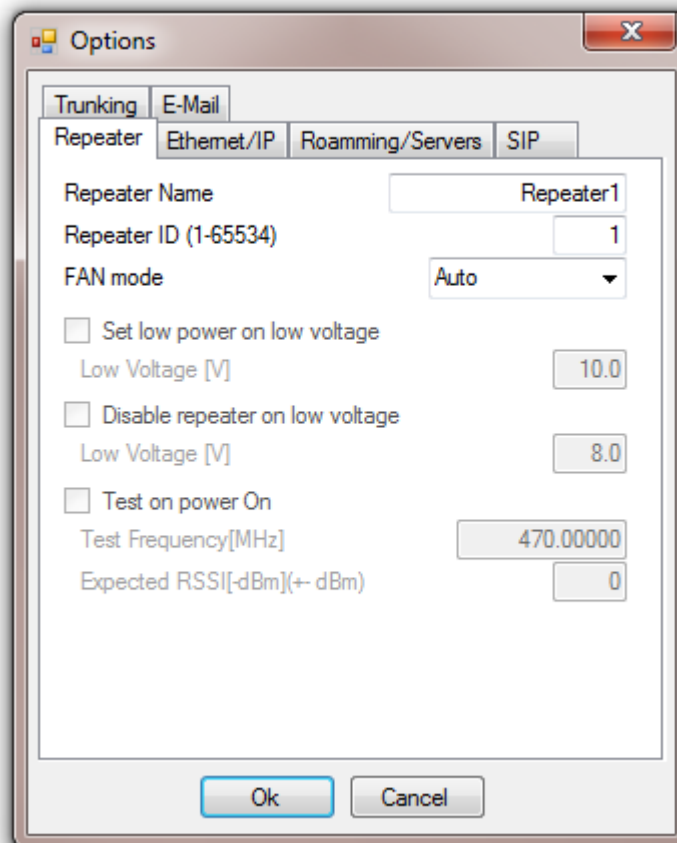 Options
Trunking E-Mail
Repeater Ethernet/IP Roamming/Servers SIP
Repeater Name Repeater1
Repeater ID (1-65534) 1
FAN mode Auto
Set low power on low voltage
Low Voltage [V] 10.0
Disable repeater on low voltage
Low Voltage [V] 8.0
Test on power On
Test Frequency[MHz] 470.00000
Expected RSSI[-dBm](+- dBm) 0
Ok Cancel